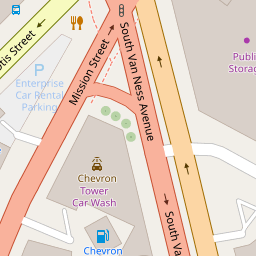 otis Street
Mission Street
South Van Ness Avenue
Public
Storag
P
Enterprise
Car Rental
Parking
Chevron
Tower
Car Wash
South Va
Chevron